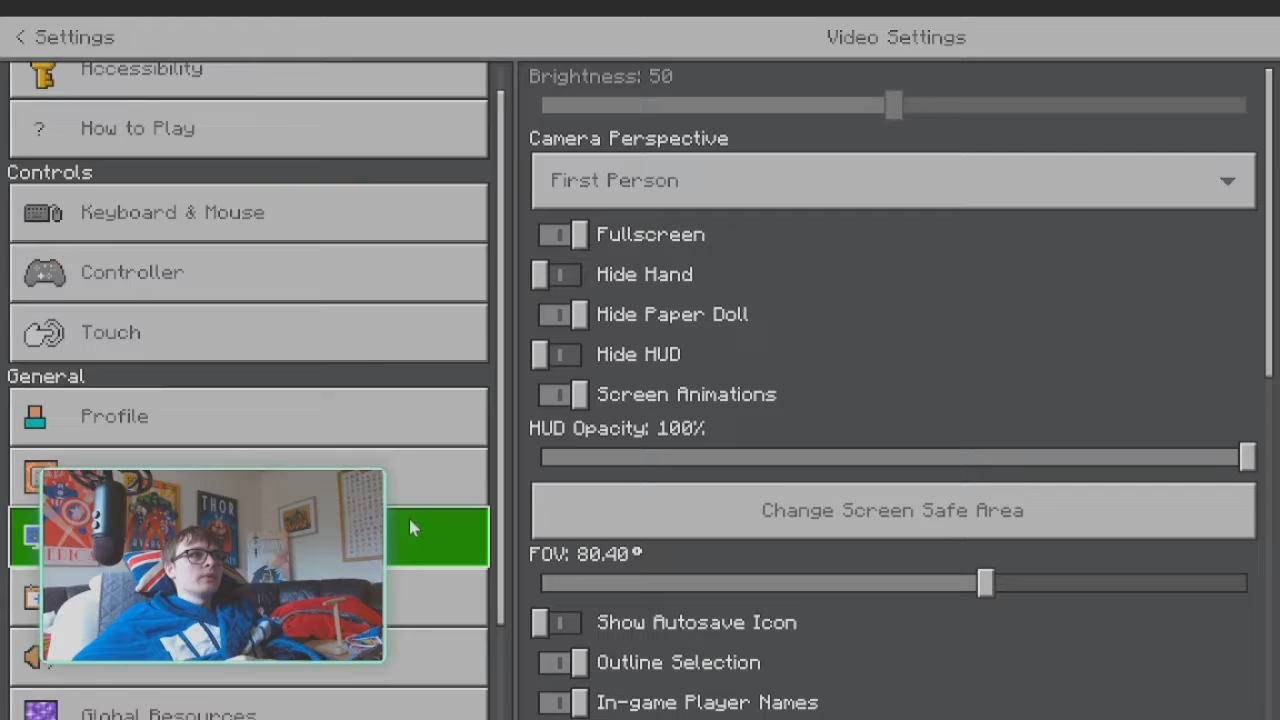 < Settings
Video Settings
Accessibility
? How to Play
Controls
Keyboard & Mouse
Controller
Touch
General
Profile
Global Resources
Brightness: 50
Camera Perspective
First Person
Fullscreen
Hide Hand
Hide Paper Doll
Hide HUD
Screen Animations
HUD Opacity: 100%
Change Screen Safe Area
FOV: 80.40°
Show Autosave Icon
Outline Selection
In-game Player Names
THOR